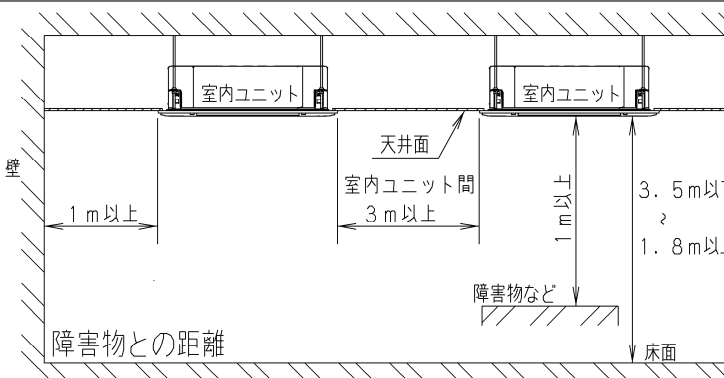 室内ユニット
室内ユニット
天井面
壁
室内ユニット間
1m以上
3m以上
1m以上
3.5m以下
~
1.8m以上
障害物など
障害物との距離
床面